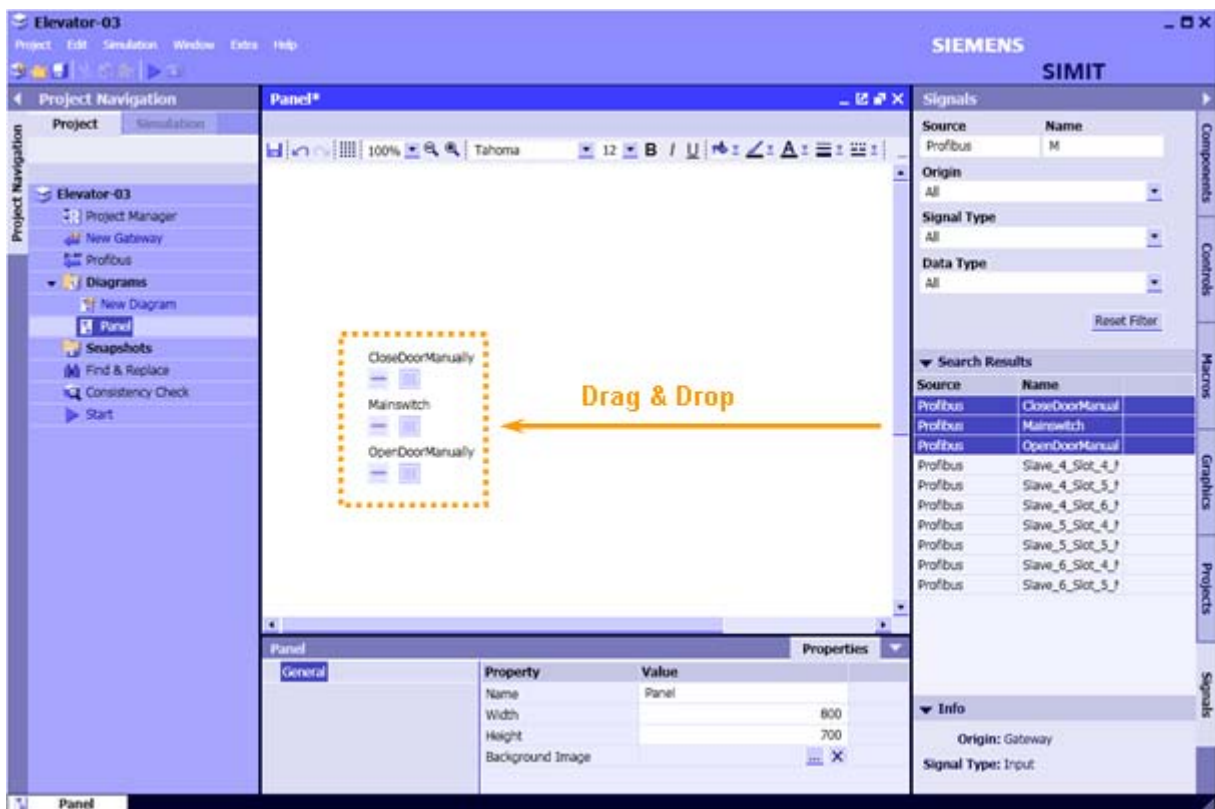 Elevator-03
Project Edit Simulation Window Extra Help
SIEMENS
SIMIT
Project Navigation
Project Simulation
Project Navigation
Elevator-03
Project Manager
New Gateway
Profibus
Diagrams
New Diagram
Panel
Snapshots
Find & Replace
Consistency Check
Start
Panel*
100% Tahoma 12 B I U A
CloseDoorManually
Mainswitch
OpenDoorManually
Drag & Drop
Panel Properties
General
Property Value
Name Panel
Width 800
Height 700
Background Image ...
Signals
Source Name
Profibus M
Origin
All
Signal Type
All
Data Type
All
Reset Filter
Search Results
Source Name
Profibus CloseDoorManual
Profibus Mainswitch
Profibus OpenDoorManual
Profibus Slave_4_Slot_4_
Profibus Slave_4_Slot_5_
Profibus Slave_4_Slot_6_
Profibus Slave_5_Slot_4_
Profibus Slave_5_Slot_5_
Profibus Slave_6_Slot_4_
Profibus Slave_6_Slot_5_
Info
Origin: Gateway
Signal Type: Input
Components
Controls
Macros
Graphics
Projects
Signals
Panel